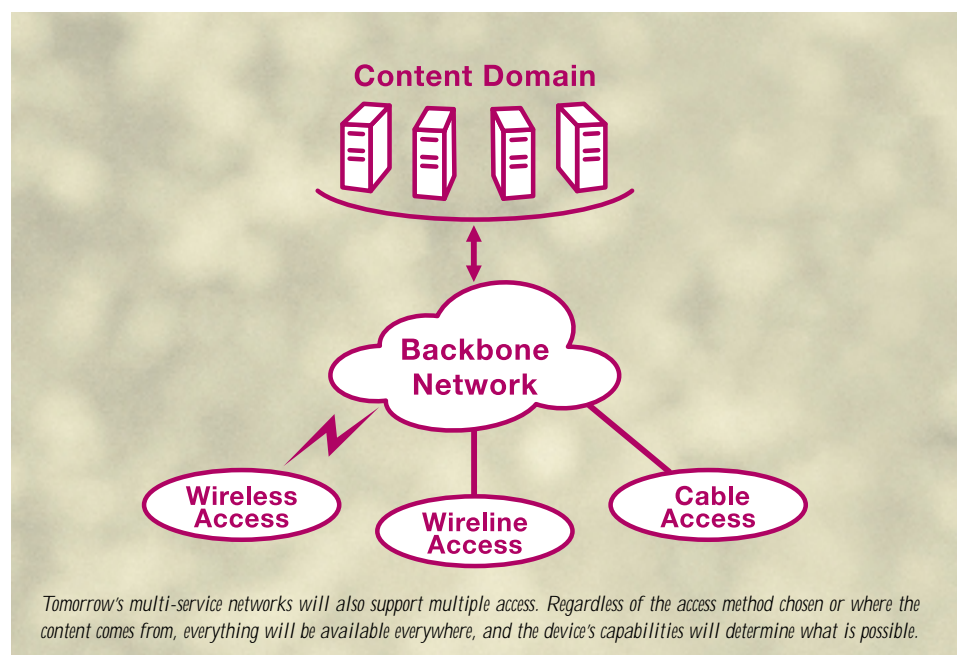 Content Domain
Backbone
Network
Wireless
Access
Wireline
Access
Cable
Access
Tomorrow's multi-service networks will also support multiple access. Regardless of the access method chosen or where the
content comes from, everything will be available everywhere, and the device's capabilities will determine what is possible.